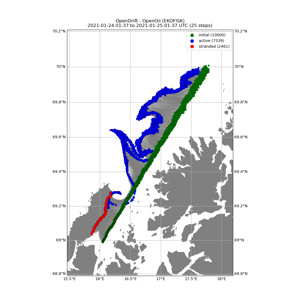 OpenDrift - OpenOil (EKOFISK)
2021-01-24 01:37 to 2021-01-25 01:37 UTC (25 steps)
70.2°N 70.2°N
initial (10000)
active (7539)
stranded (2461)
70°N 70°N
69.8°N 69.8°N
69.6°N 69.6°N
69.4°N 69.4°N
69.2°N 69.2°N
69°N 69°N
68.8°N 68.8°N
15.5°E 16°E 16.5°E 17°E 17.5°E 18°E